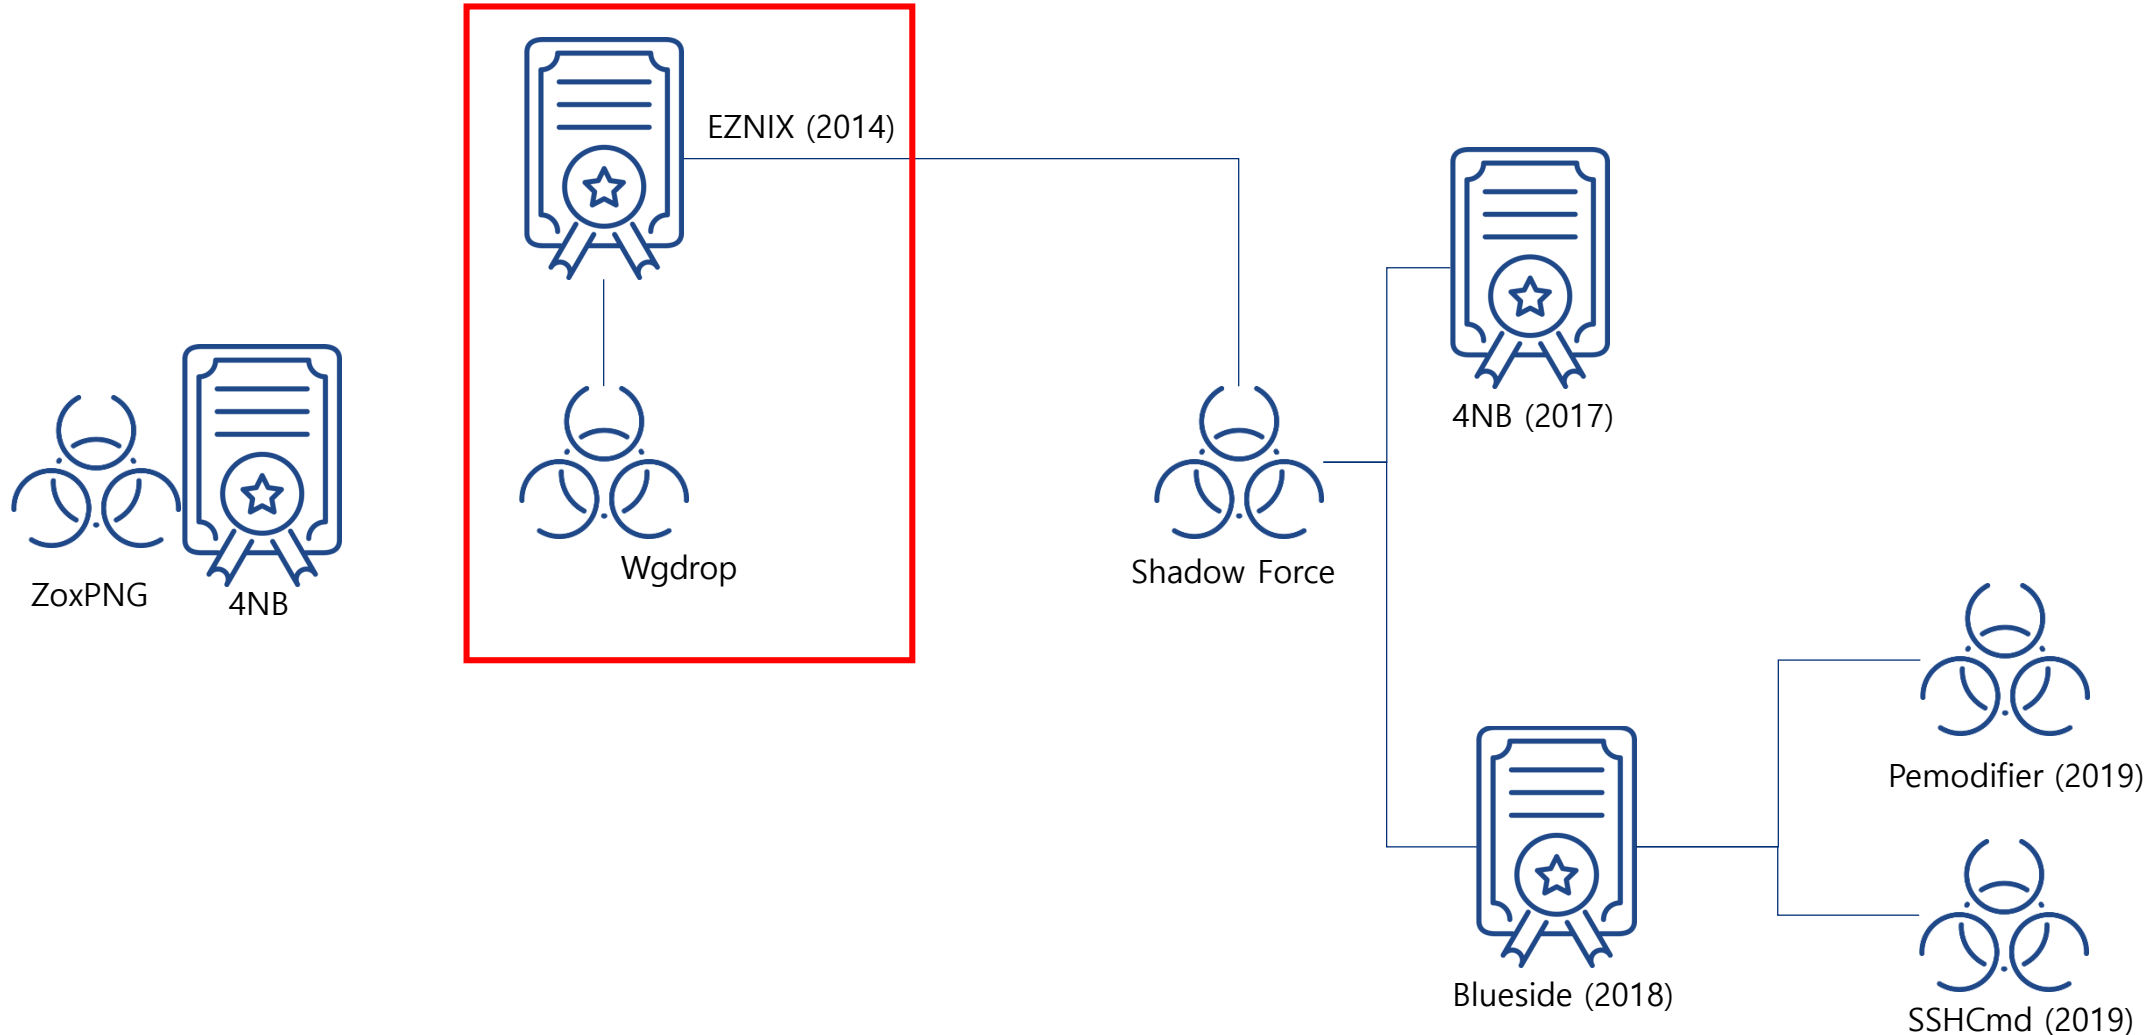 EZNIX (2014)
4NB (2017)
Wgdrop
Shadow Force
ZoxPNG
4NB
Pemodifier (2019)
Blueside (2018)
SSHCmd (2019)